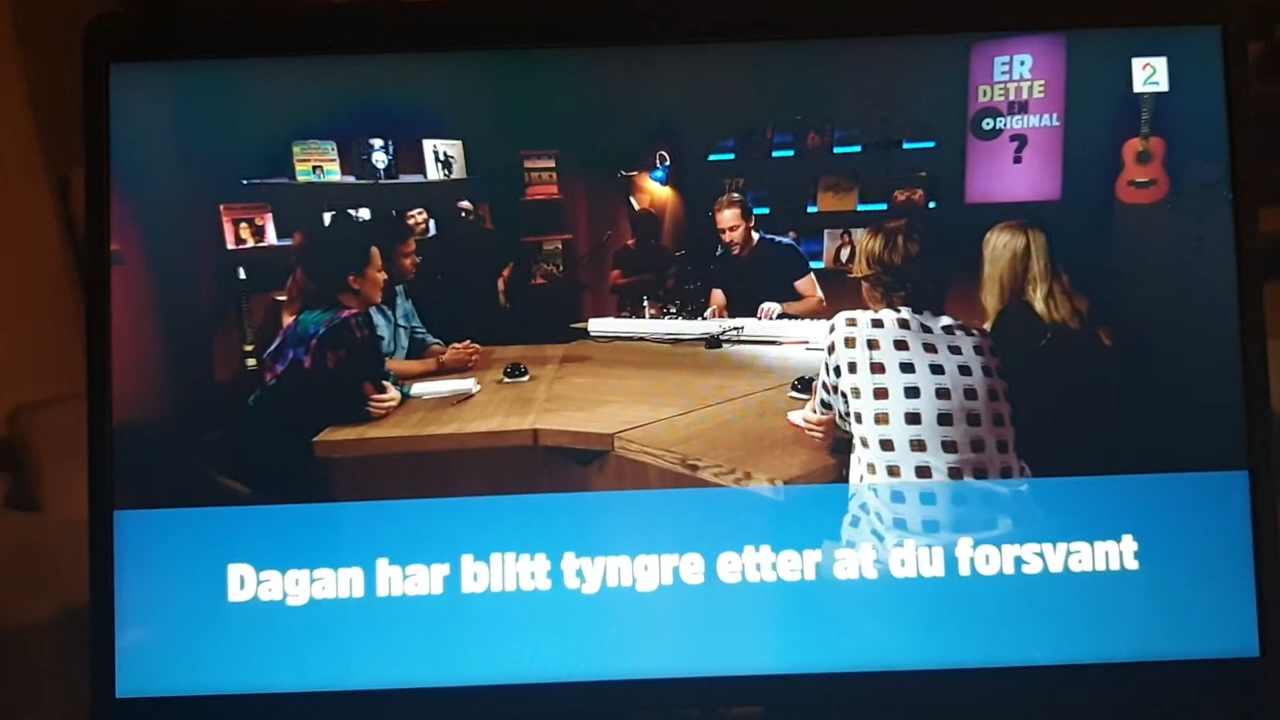 ER
DETTE
EN
ORIGINAL
?
2
Dagan har blitt tyngre etter at du forsvant